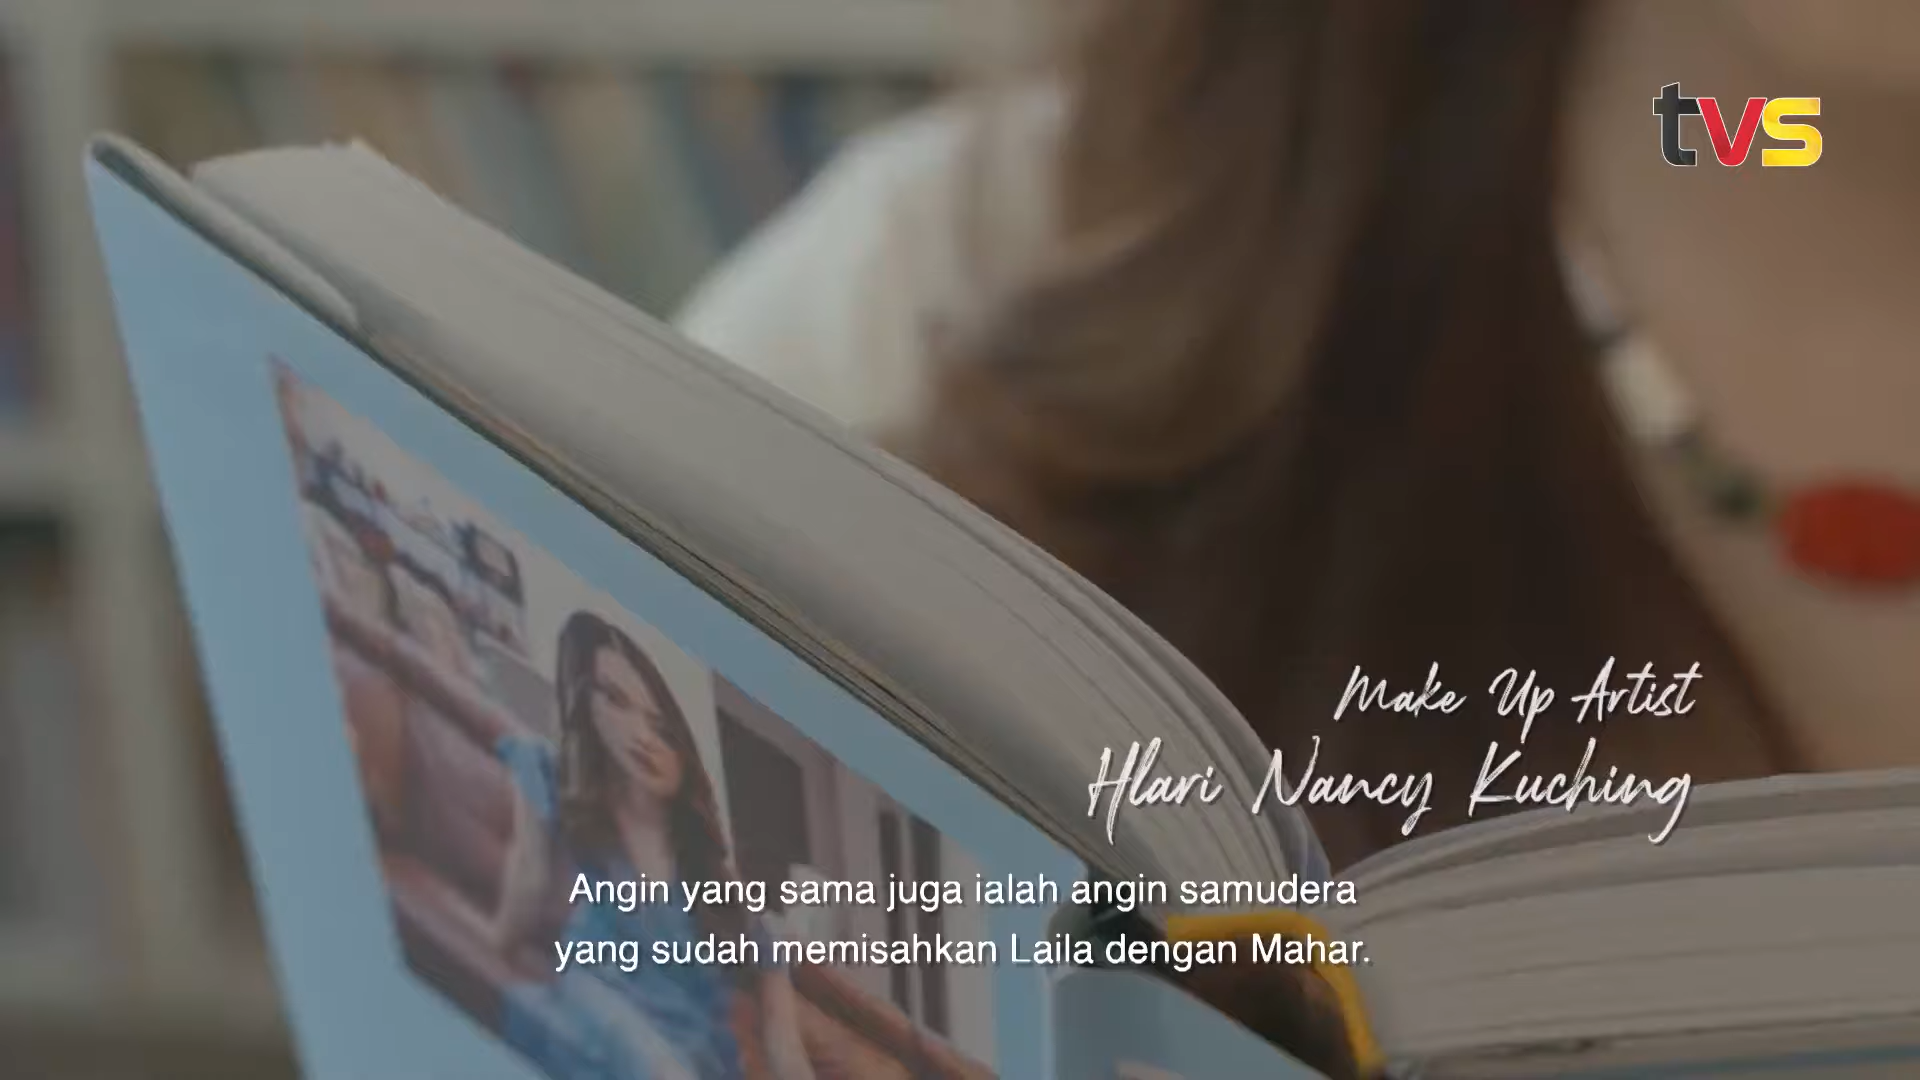 tvs
Make Up Artist
Hlari Nancy Kuching
Angin yang sama juga ialah angin samudera
yang sudah memisahkan Laila dengan Mahar.